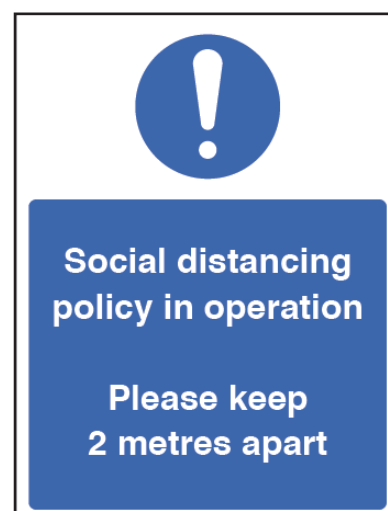 Social distancing
policy in operation
Please keep
2 metres apart